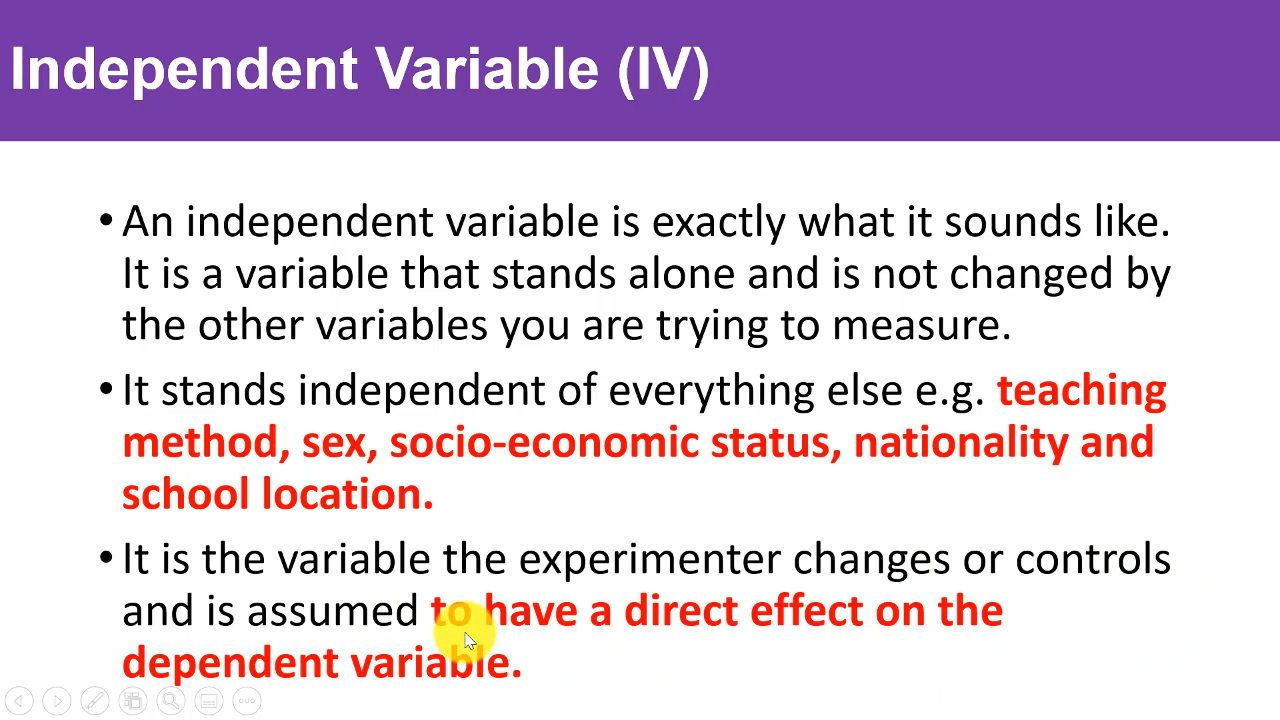 Independent Variable (IV)
• An independent variable is exactly what it sounds like.
It is a variable that stands alone and is not changed by
the other variables you are trying to measure.
• It stands independent of everything else e.g. teaching
method, sex, socio-economic status, nationality and
school location.
• It is the variable the experimenter changes or controls
and is assumed to have a direct effect on the
dependent variable.